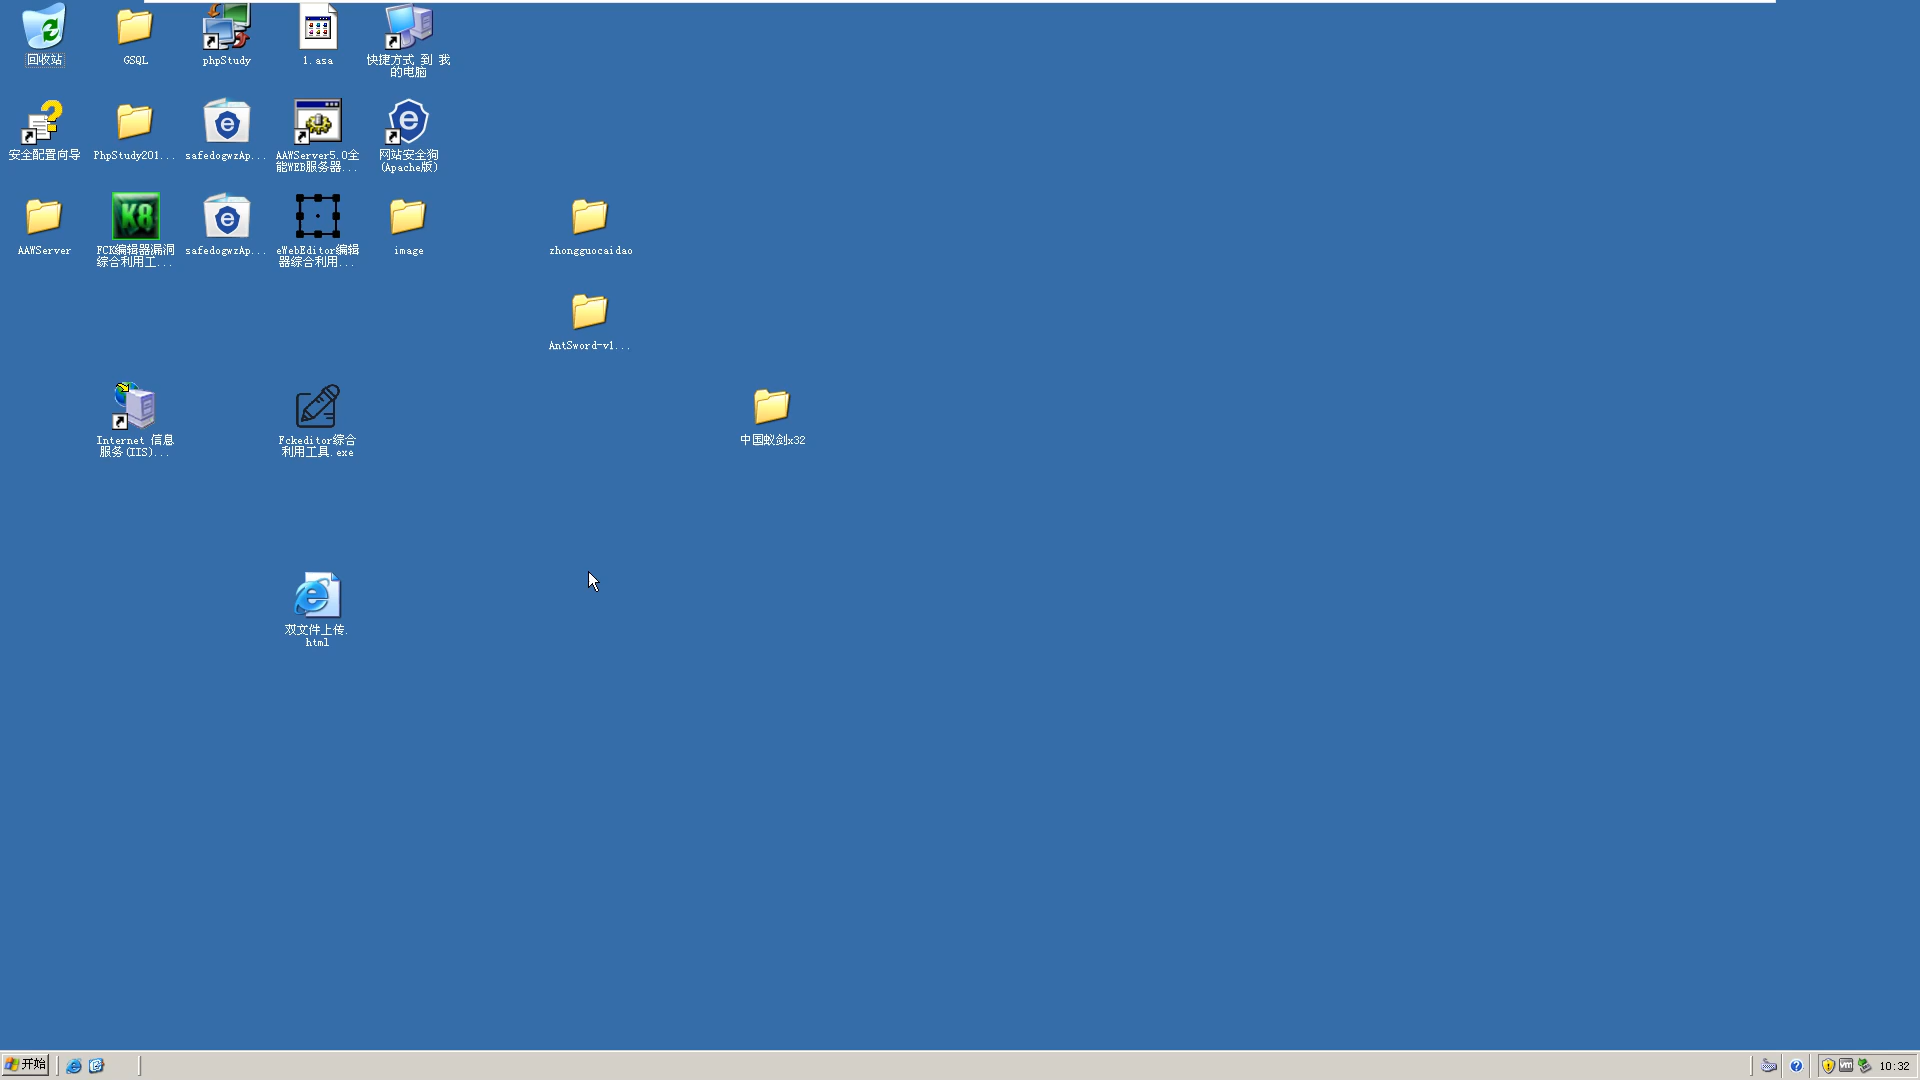 回收站
GSQL
phpStudy
1.asa
快捷方式 到 我
的电脑
安全配置向导
PhpStudy201...
safedogwzAp...
AAWServer5.0全
能WEB服务器...
网站安全狗
(Apache版)
AAWServer
K8
FCK编辑器漏洞
综合利用工...
safedogwzAp...
eWebEditor编辑
器综合利用...
image
zhongguocaidao
AntSword-v1...
Internet 信息
服务(IIS)...
Fckeditor综合
利用工具.exe
中国蚁剑x32
双文件上传.
html
开始
10:32